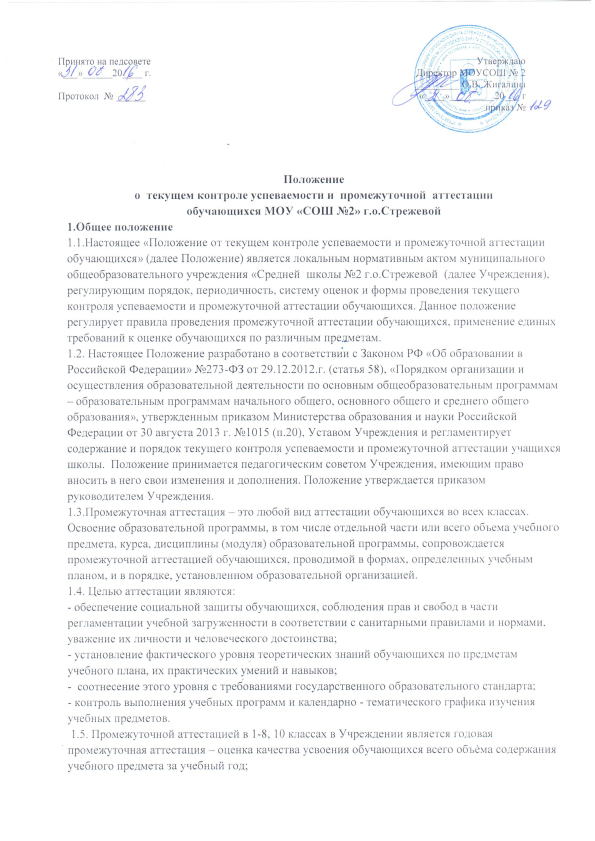 Принято на педсовете
«31» 08 2016 г.
Протокол № 283
Утверждаю
Директор МОУСОШ № 2
О.В. Жигалина
« » 08 2016 г
приказ № 129
Положение
о текущем контроле успеваемости и промежуточной аттестации
обучающихся МОУ «СОШ №2» г.о.Стрежевой
1.Общее положение
1.1.Настоящее «Положение от текущем контроле успеваемости и промежуточной аттестации
обучающихся» (далее Положение) является локальным нормативным актом муниципального
общеобразовательного учреждения «Средней школы №2 г.о.Стрежевой (далее Учреждения),
регулирующим порядок, периодичность, систему оценок и формы проведения текущего
контроля успеваемости и промежуточной аттестации обучающихся. Данное положение
регулирует правила проведения промежуточной аттестации обучающихся, применение единых
требований к оценке обучающихся по различным предметам.
1.2. Настоящее Положение разработано в соответствии с Законом РФ «Об образовании в
Российской Федерации» №273-ФЗ от 29.12.2012.г. (статья 58), «Порядком организации и
осуществления образовательной деятельности по основным общеобразовательным программам
– образовательным программам начального общего, основного общего и среднего общего
образования», утвержденным приказом Министерства образования и науки Российской
Федерации от 30 августа 2013 г. №1015 (п.20), Уставом Учреждения и регламентирует
содержание и порядок текущего контроля успеваемости и промежуточной аттестации учащихся
школы. Положение принимается педагогическим советом Учреждения, имеющим право
вносить в него свои изменения и дополнения. Положение утверждается приказом
руководителем Учреждения.
1.3.Промежуточная аттестация – это любой вид аттестации обучающихся во всех классах.
Освоение образовательной программы, в том числе отдельной части или всего объема учебного
предмета, курса, дисциплины (модуля) образовательной программы, сопровождается
промежуточной аттестацией обучающихся, проводимой в формах, определенных учебным
планом, и в порядке, установленном образовательной организацией.
1.4. Целью аттестации являются:
- обеспечение социальной защиты обучающихся, соблюдения прав и свобод в части
регламентации учебной загруженности в соответствии с санитарными правилами и нормами,
уважение их личности и человеческого достоинства;
- установление фактического уровня теоретических знаний обучающихся по предметам
учебного плана, их практических умений и навыков;
- соотнесение этого уровня с требованиями государственного образовательного стандарта;
- контроль выполнения учебных программ и календарно - тематического графика изучения
учебных предметов.
1.5. Промежуточной аттестацией в 1-8, 10 классах в Учреждении является годовая
промежуточная аттестация – оценка качества усвоения обучающихся всего объёма содержания
учебного предмета за учебный год;